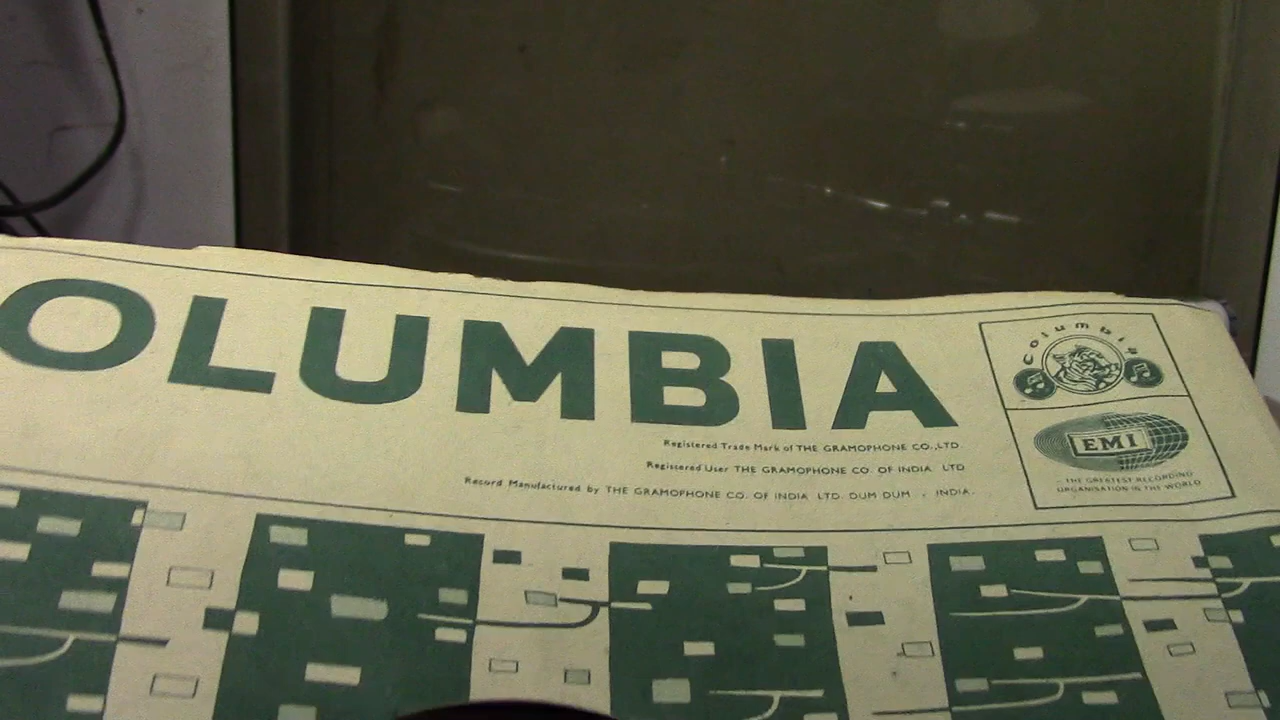 OLUMBIA
Registered Trade Mark of THE GRAMOPHONE CO.,LTD
Registered User THE GRAMOPHONE CO. OF INDIA LTD
Record Manufactured by THE GRAMOPHONE CO. OF INDIA LTD. DUM DUM - INDIA.
Columbia
EMI
THE GREATEST RECORDING
ORGANISATION IN THE WORLD